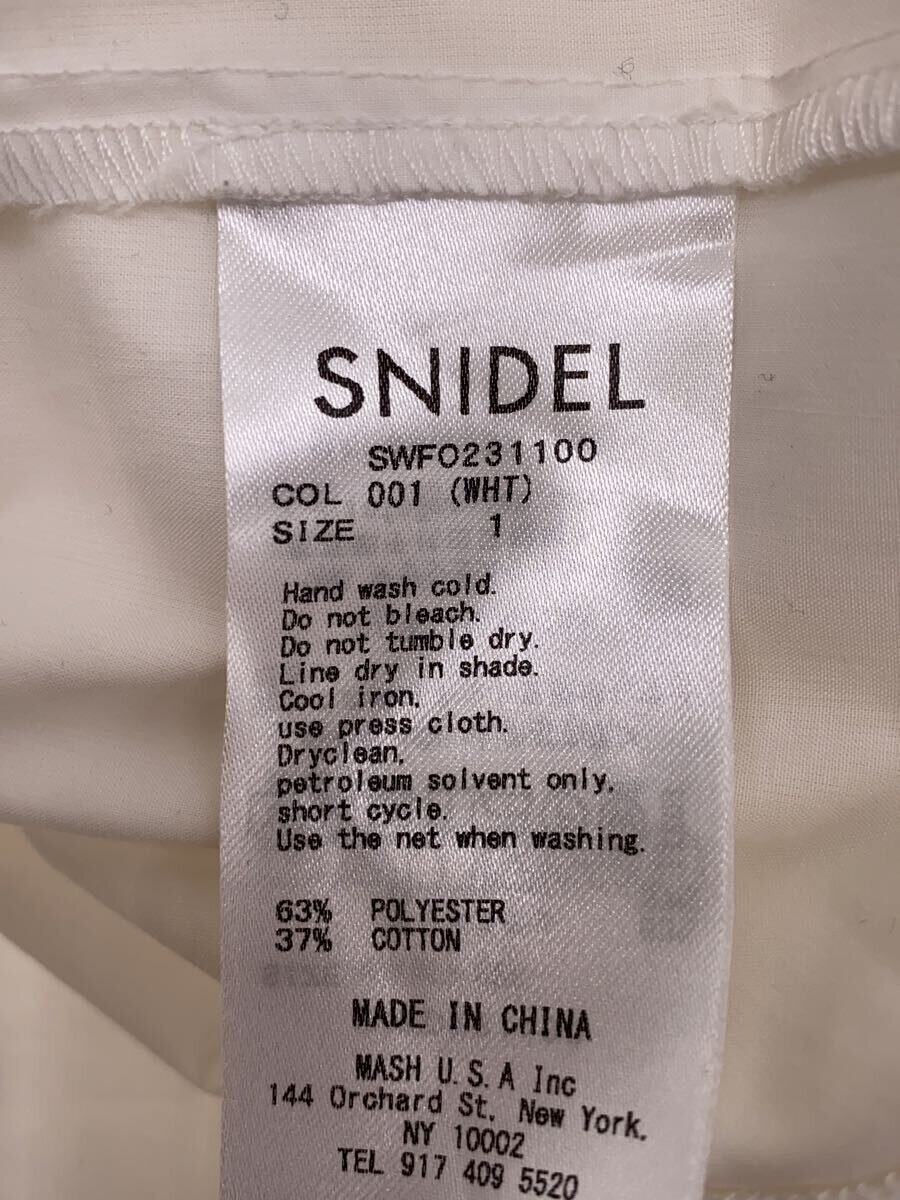 SNIDEL
SWFO231100
COL 001 (WHT)
SIZE 1
Hand wash cold.
Do not bleach.
Do not tumble dry.
Line dry in shade.
Cool iron.
use press cloth.
Dryclean.
petroleum solvent only.
short cycle.
Use the net when washing.
63% POLYESTER
37% COTTON
MADE IN CHINA
MASH U.S.A Inc
144 Orchard St. New York.
NY 10002
TEL 917 409 5520